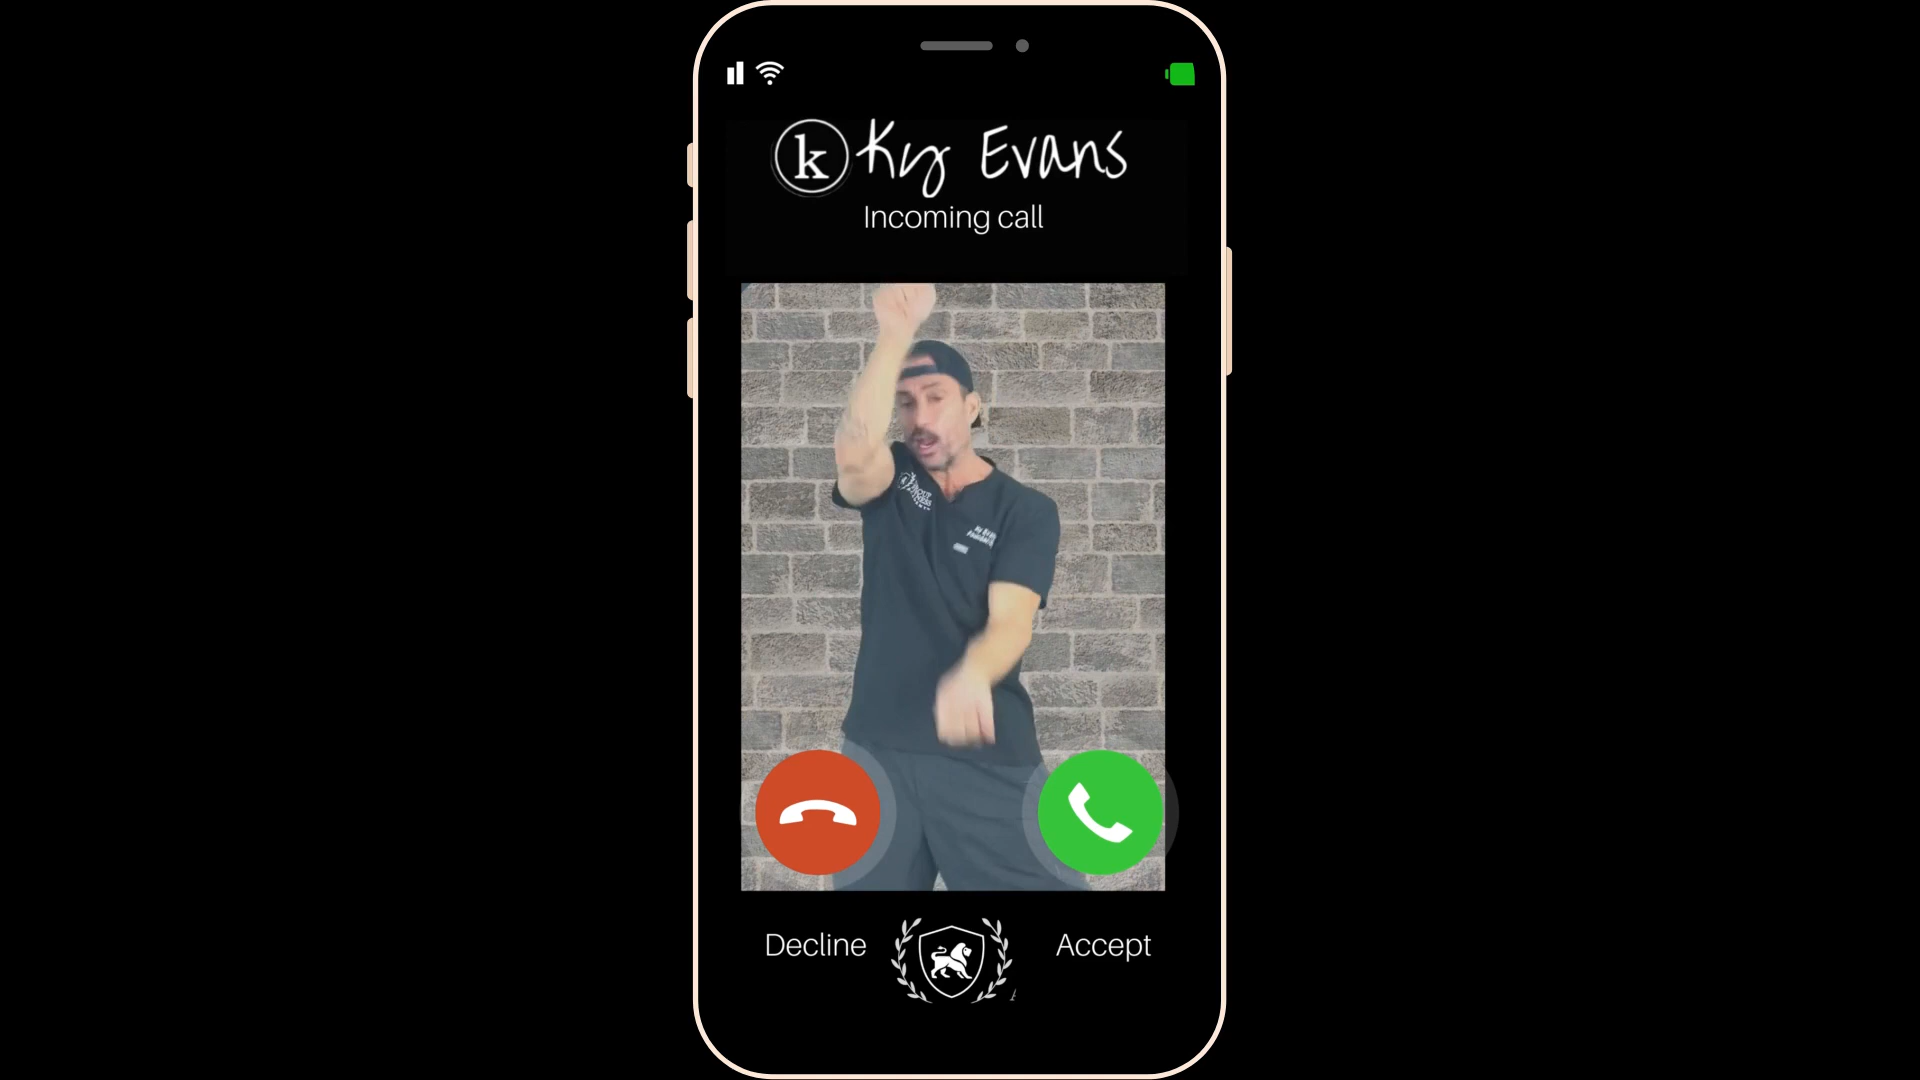 k Ky Evans
Incoming call
Decline
Accept